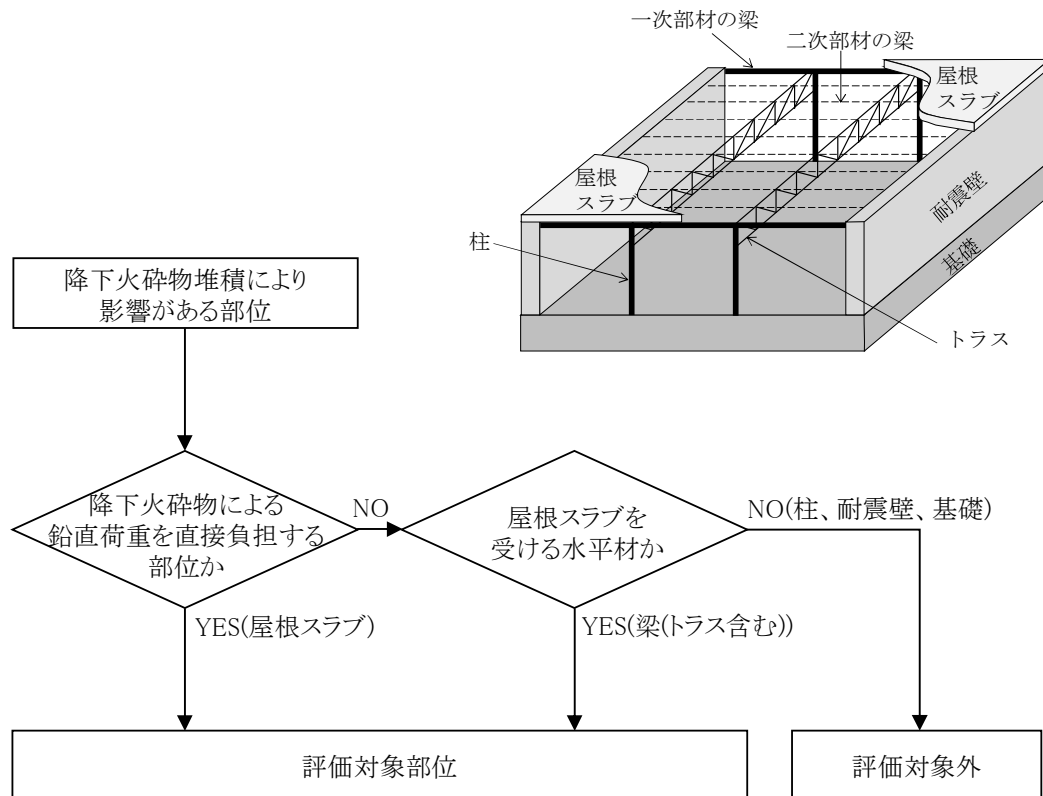 一次部材の梁
二次部材の梁
屋根
スラブ
屋根
スラブ
耐震壁
柱
基礎
トラス
降下火砕物堆積により
影響がある部位
降下火砕物による
鉛直荷重を直接負担する
部位か
NO
屋根スラブを
受ける水平材か
NO(柱、耐震壁、基礎)
YES(屋根スラブ)
YES(梁(トラス含む))
評価対象部位
評価対象外